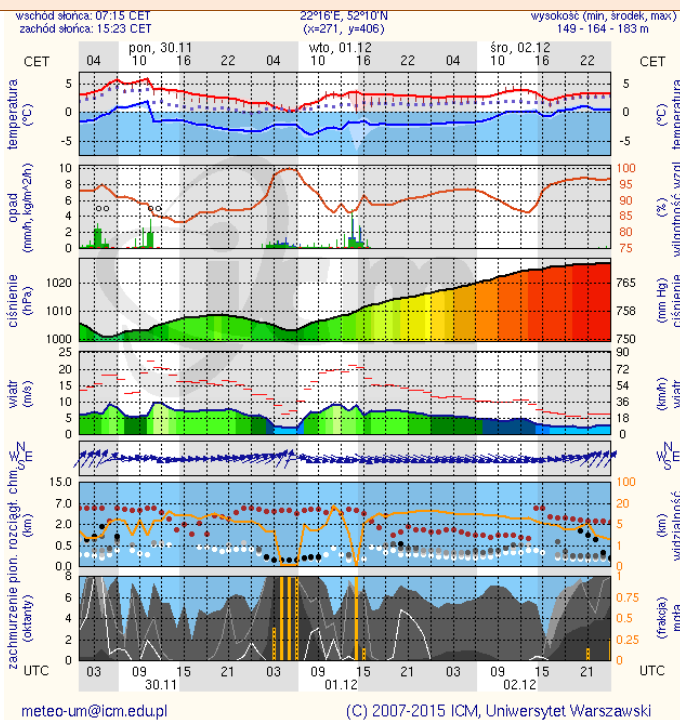 wschód słońca: 07:15 CET 22°16'E, 52°10'N wysokość (min, środek, max)
zachód słońca: 15:23 CET (x=271, y=406) 149 - 164 - 183 m
pon, 30.11 wto, 01.12 śro, 02.12
CET 04 10 16 22 04 10 16 22 04 10 16 22 CET
temperatura (°C)
5 0 -5
5 0 -5
temperatura (°C)
opad (mm/h, kg/m^2/h)
10 8 6 4 2 0
100 95 90 85 80 75
(%) wilgotność wzgl.
ciśnienie (hPa)
1020 1010 1000
765 758 750
(mm Hg) ciśnienie
wiatr (m/s)
25 20 15 10 5 0
90 72 54 36 18 0
(km/h) wiatr
N W E S
N W E S
pion. rozciągł. chm (km)
15.0 7.0 2.0 0.5 0.0
100 20 5 1 0
(km) widzialność
zachmurzenie (oktanty)
8 6 4 2 0
1 0.75 0.5 0.25 0
(frakcja) mgła
UTC 03 09 15 21 03 09 15 21 03 09 15 21 UTC
30.11 01.12 02.12
meteo-um@icm.edu.pl (C) 2007-2015 ICM, Uniwersytet Warszawski
icm